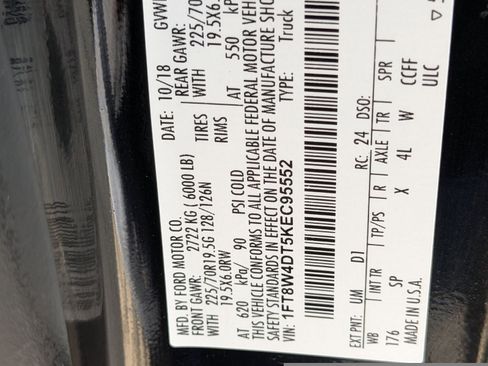 MFD. BY FORD MOTOR CO.
DATE: 10/18 GVWR
FRONT GAWR: 2722 KG ( 6000 LB) REAR GAWR:
WITH 225/70R19.5G 128/126N TIRES WITH 225/70
19.5X6.0RW RIMS 19.5X6.
AT 620 kPa/ 90 PSI COLD AT 550 kP
THIS VEHICLE CONFORMS TO ALL APPLICABLE FEDERAL MOTOR VEHI
SAFETY STANDARDS IN EFFECT ON THE DATE OF MANUFACTURE SHO
VIN: 1FT8W4DT5KEC95552 TYPE: Truck
EXT PNT: UM D1 RC: 24 DSO:
WB INT TR TP/PS R AXLE TR SPR
176 SP X 4L W CCFF
MADE IN U.S.A. ULC